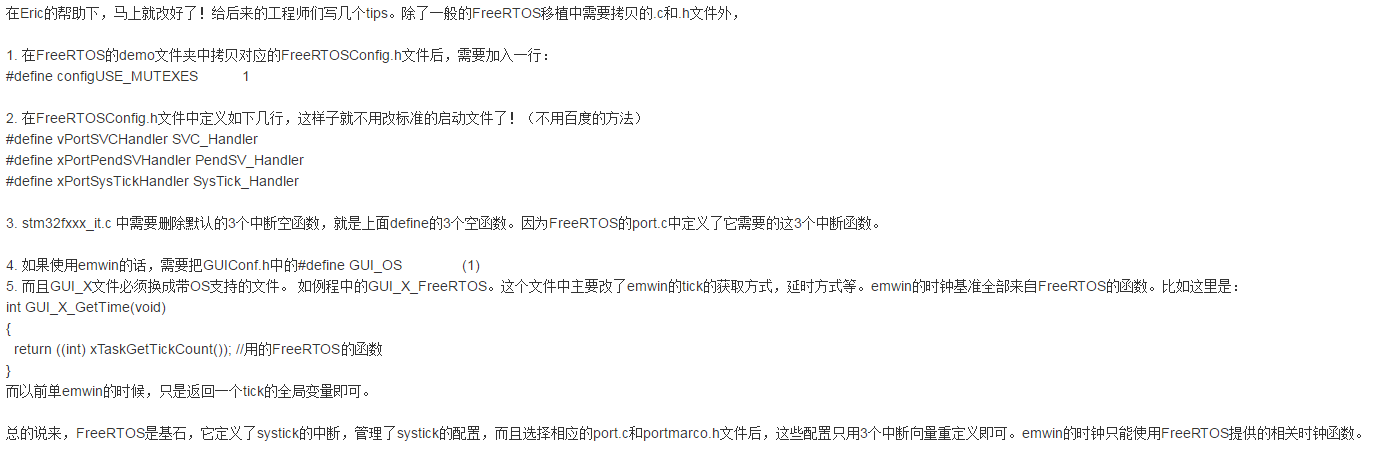 在Eric的帮助下，马上就改好了！给后来的工程师们写几个tips。除了一般的FreeRTOS移植中需要拷贝的.c和.h文件外，
1. 在FreeRTOS的demo文件夹中拷贝对应的FreeRTOSConfig.h文件后，需要加入一行：
#define configUSE_MUTEXES 1
2. 在FreeRTOSConfig.h文件中定义如下几行，这样子就不用改标准的启动文件了！（不用百度的方法）
#define vPortSVCHandler SVC_Handler
#define xPortPendSVHandler PendSV_Handler
#define xPortSysTickHandler SysTick_Handler
3. stm32fxxx_it.c 中需要删除默认的3个中断空函数，就是上面define的3个空函数。因为FreeRTOS的port.c中定义了它需要的这3个中断函数。
4. 如果使用emwin的话，需要把GUIConf.h中的#define GUI_OS (1)
5. 而且GUI_X文件必须换成带OS支持的文件。 如例程中的GUI_X_FreeRTOS。这个文件中主要改了emwin的tick的获取方式，延时方式等。emwin的时钟基准全部来自FreeRTOS的函数。比如这里是：
int GUI_X_GetTime(void)
{
return ((int) xTaskGetTickCount()); //用的FreeRTOS的函数
}
而以前单emwin的时候，只是返回一个tick的全局变量即可。
总的说来，FreeRTOS是基石，它定义了systick的中断，管理了systick的配置，而且选择相应的port.c和portmarco.h文件后，这些配置只用3个中断向量重定义即可。emwin的时钟只能使用FreeRTOS提供的相关时钟函数。